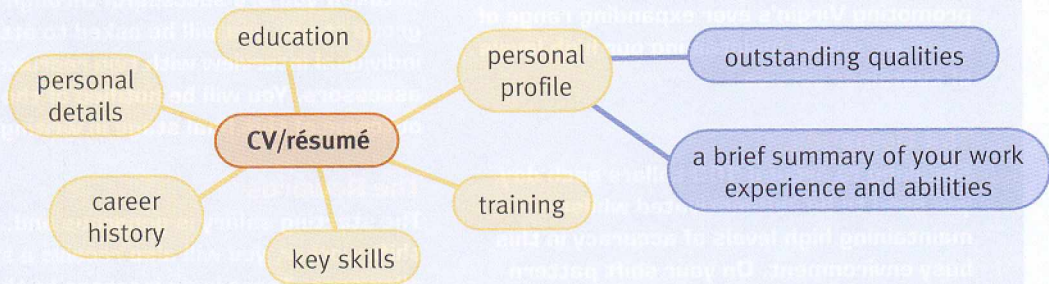 education
personal
details
CV/résumé
career
history
key skills
training
personal
profile
outstanding qualities
a brief summary of your work
experience and abilities